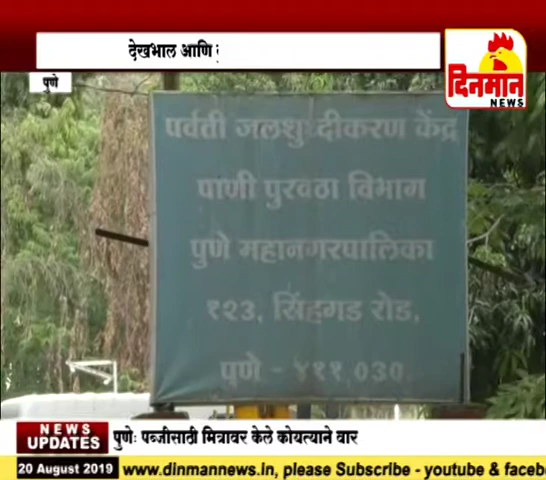 देखभाल आणि
दिनमान
NEWS
पुणे
पर्वती जलशुध्दीकरण केंद्र
पाणी पुरवठा विभाग
पुणे महानगरपालिका
१२३, सिंहगड रोड,
पुणे - ४११,०३०.
NEWS
UPDATES
पुणेः पब्जीसाठी मित्रावर केले कोयत्याने वार
20 August 2019
www.dinmannews.in, please Subscribe - youtube & faceb